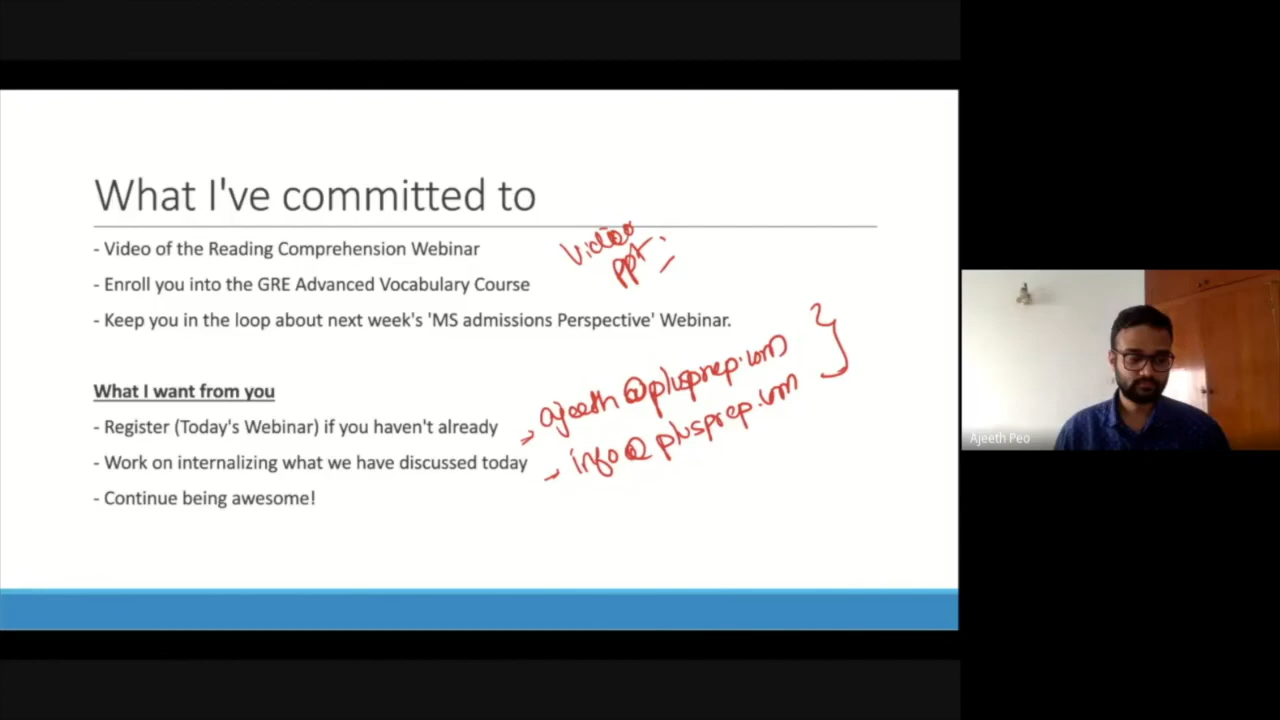 What I've committed to
- Video of the Reading Comprehension Webinar
video
ppt.
- Enroll you into the GRE Advanced Vocabulary Course
- Keep you in the loop about next week's 'MS admissions Perspective' Webinar.
What I want from you
- Register (Today's Webinar) if you haven't already
- ajeeth@plusprep.com
- Work on internalizing what we have discussed today
- info@plusprep.com
- Continue being awesome!
Ajeeth Peo